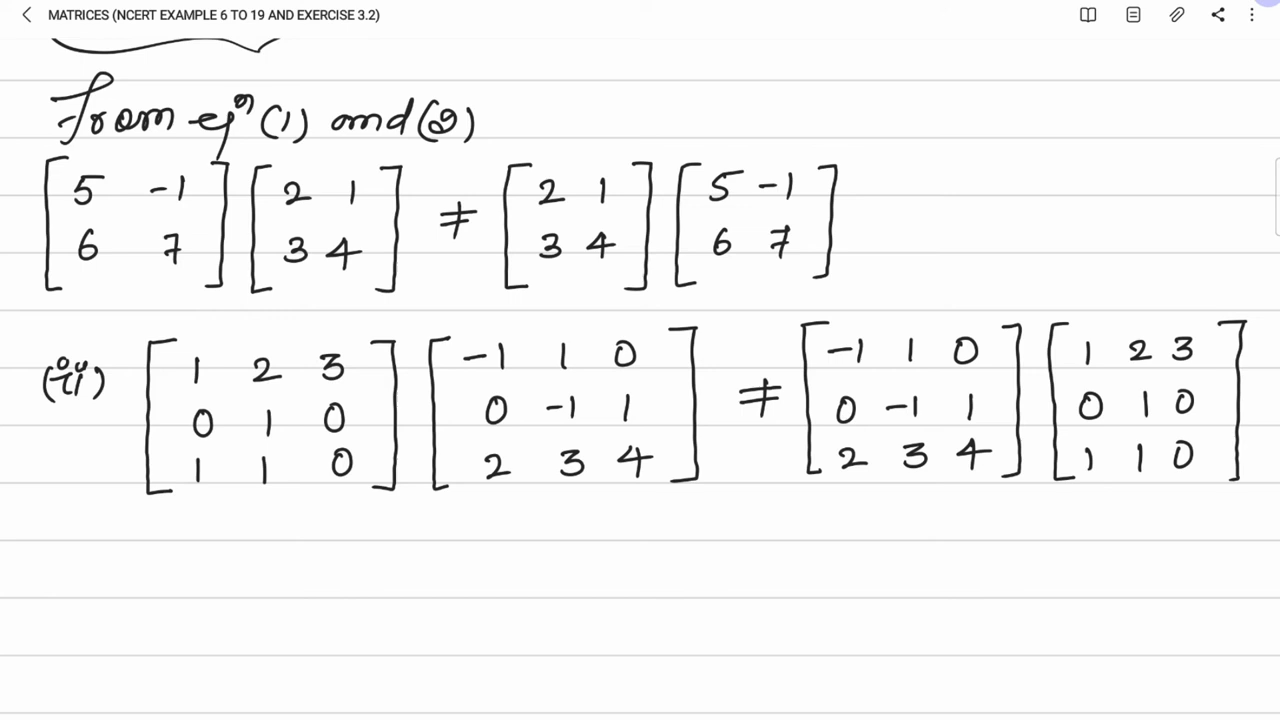 MATRICES (NCERT EXAMPLE 6 TO 19 AND EXERCISE 3.2)
From eqⁿ (1) and (2)
[5 -1] [2 1] ≠ [2 1] [5 -1]
[6 7] [3 4] [3 4] [6 7]
(ii) [1 2 3] [-1 1 0] ≠ [-1 1 0] [1 2 3]
[0 1 0] [0 -1 1] [0 -1 1] [0 1 0]
[1 1 0] [2 3 4] [2 3 4] [1 1 0]